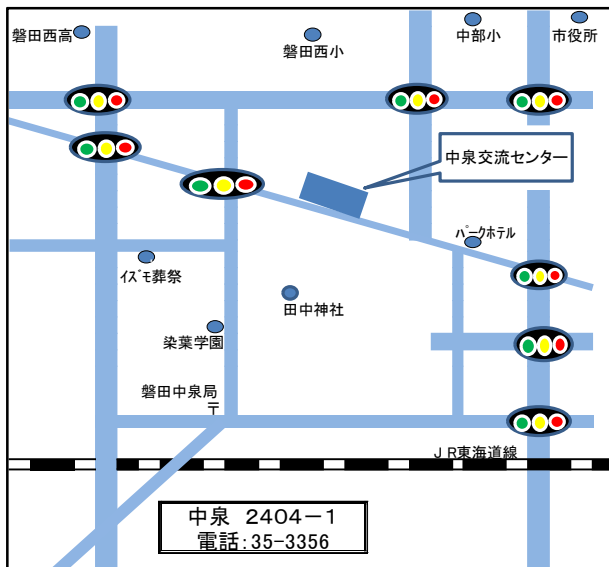 磐田西高
磐田西小
中部小
市役所
中泉交流センター
パークホテル
イズモ葬祭
田中神社
染葉学園
磐田中泉局
〒
JR東海道線
中泉 2404-1
電話:35-3356